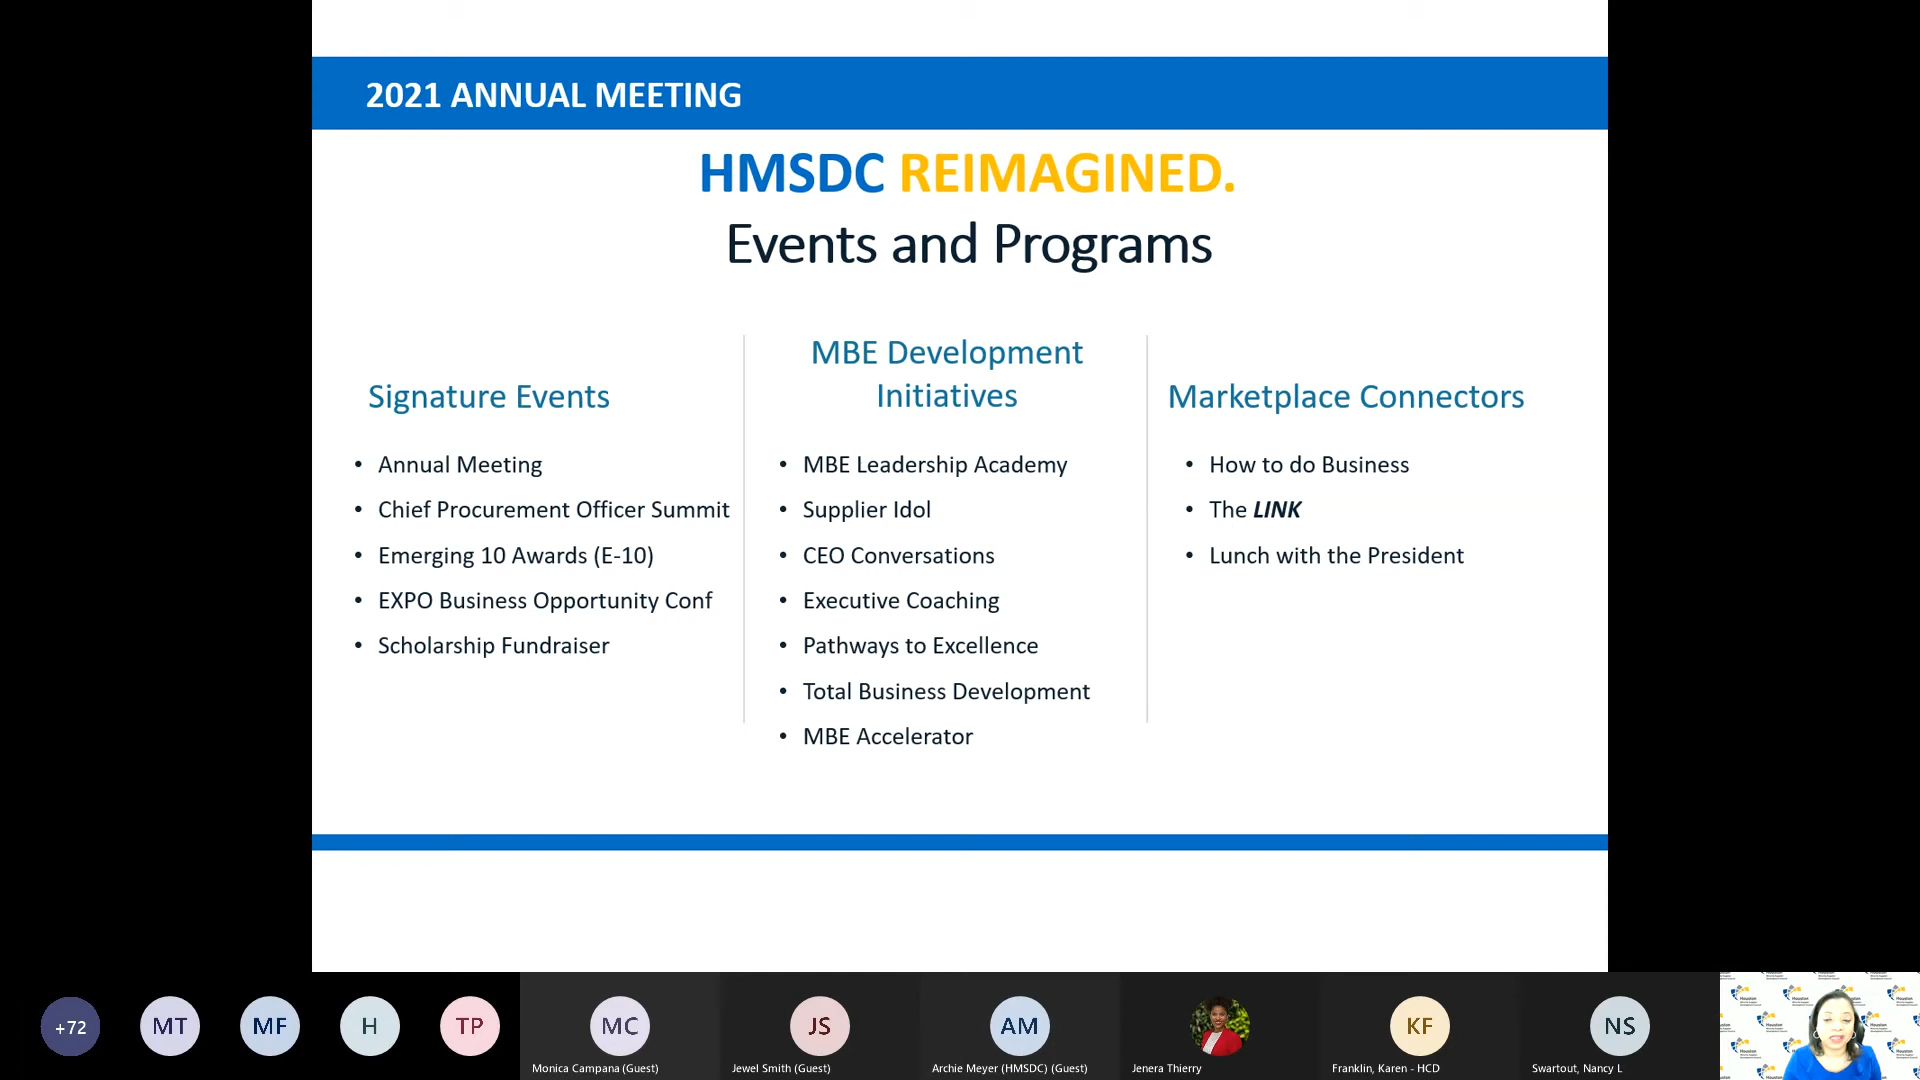 2021 ANNUAL MEETING
HMSDC REIMAGINED.
Events and Programs
Signature Events
• Annual Meeting
• Chief Procurement Officer Summit
• Emerging 10 Awards (E-10)
• EXPO Business Opportunity Conf
• Scholarship Fundraiser
MBE Development
Initiatives
• MBE Leadership Academy
• Supplier Idol
• CEO Conversations
• Executive Coaching
• Pathways to Excellence
• Total Business Development
• MBE Accelerator
Marketplace Connectors
• How to do Business
• The LINK
• Lunch with the President
+72
MT
MF
H
TP
MC
Monica Campana (Guest)
JS
Jewel Smith (Guest)
AM
Archie Meyer (HMSDC) (Guest)
Jenera Thierry
KF
Franklin, Karen - HCD
NS
Swartout, Nancy L
Houston